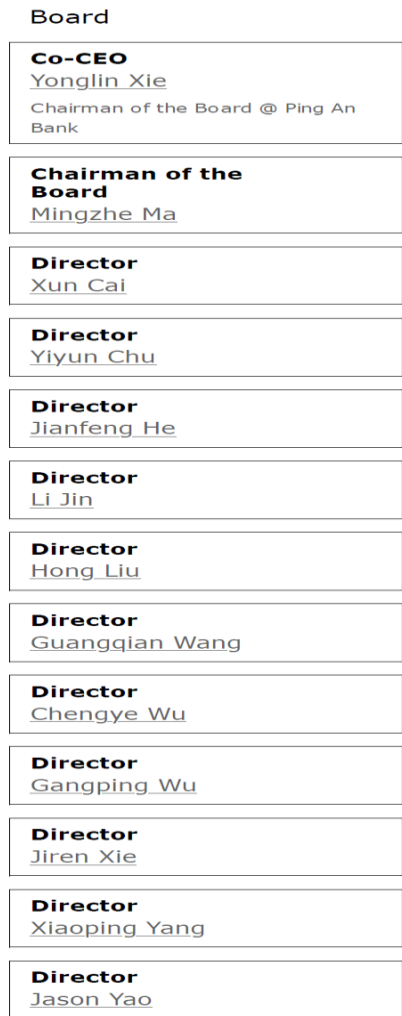 Board
Co-CEO
Yonglin Xie
Chairman of the Board @ Ping An
Bank
Chairman of the
Board
Mingzhe Ma
Director
Xun Cai
Director
Yiyun Chu
Director
Jianfeng He
Director
Li Jin
Director
Hong Liu
Director
Guangqian Wang
Director
Chengye Wu
Director
Gangping Wu
Director
Jiren Xie
Director
Xiaoping Yang
Director
Jason Yao